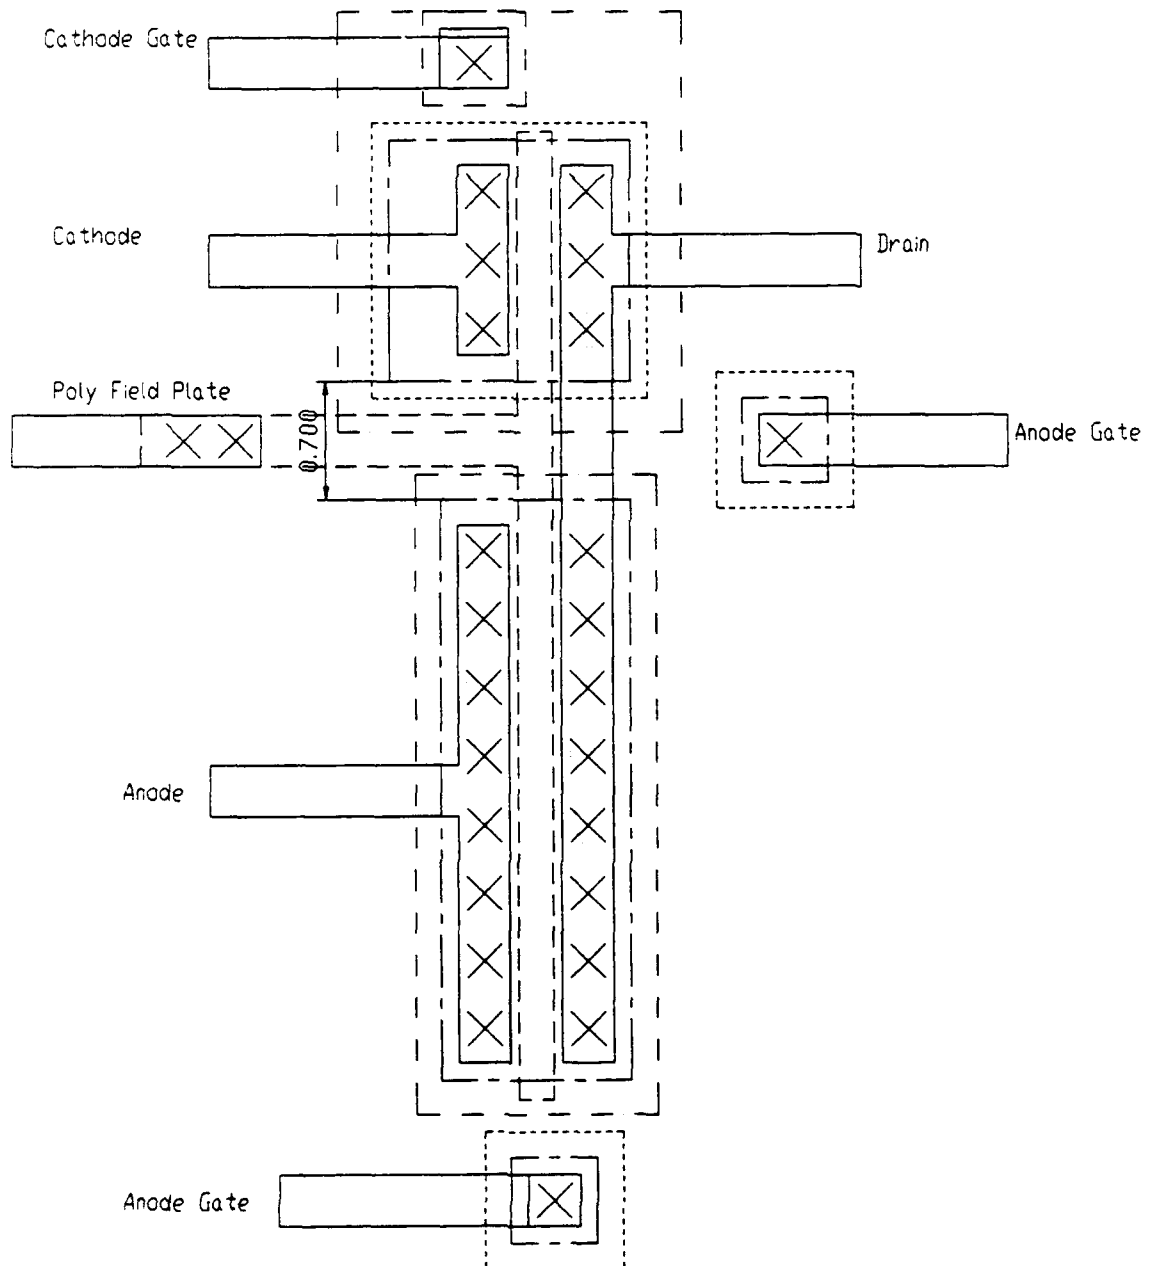 Cathode Gate
Cathode
Drain
Poly Field Plate
0.700
Anode Gate
Anode
Anode Gate